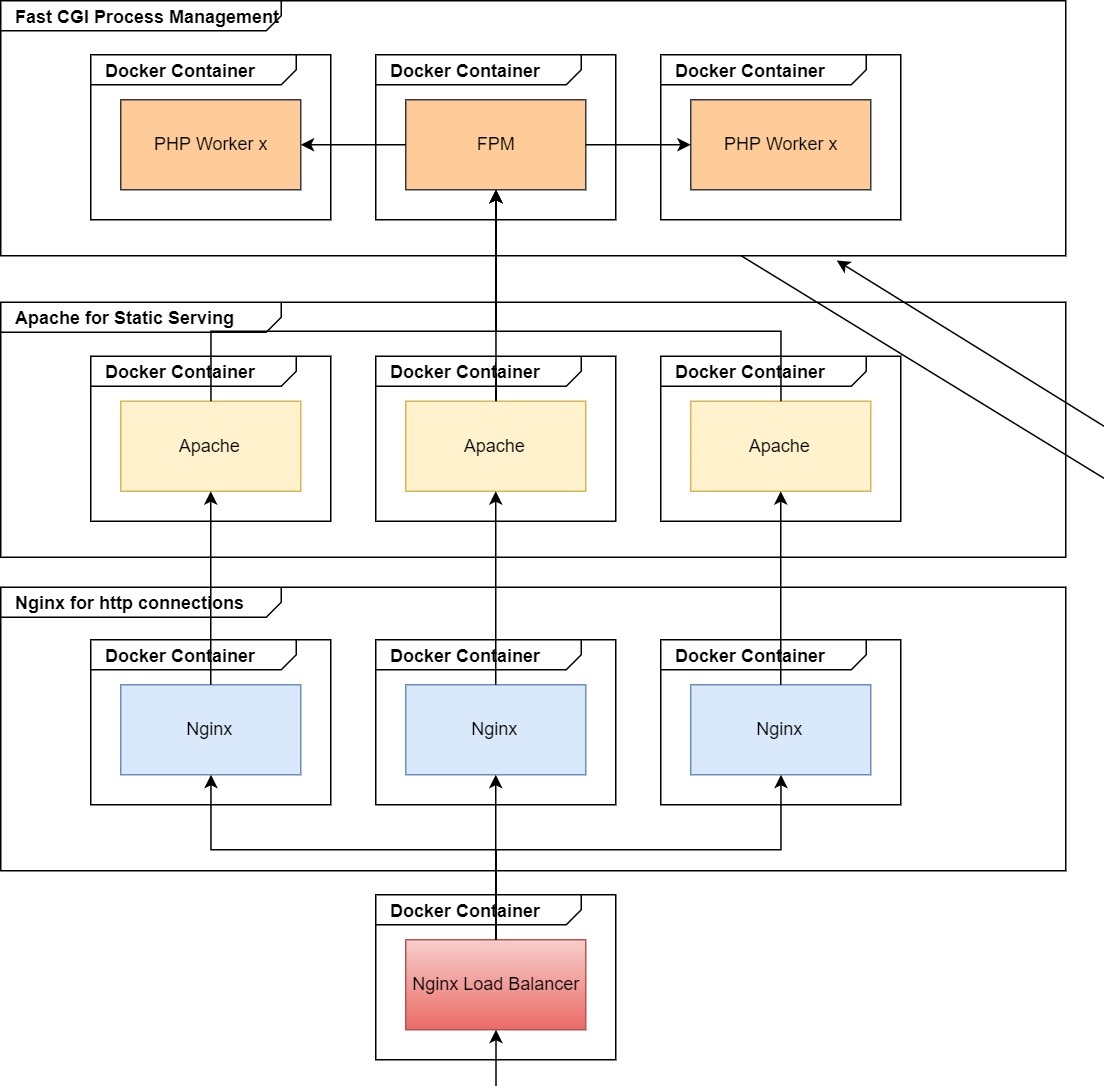 Fast CGI Process Management
Docker Container
Docker Container
Docker Container
PHP Worker x
FPM
PHP Worker x
Apache for Static Serving
Docker Container
Docker Container
Docker Container
Apache
Apache
Apache
Nginx for http connections
Docker Container
Docker Container
Docker Container
Nginx
Nginx
Nginx
Docker Container
Nginx Load Balancer